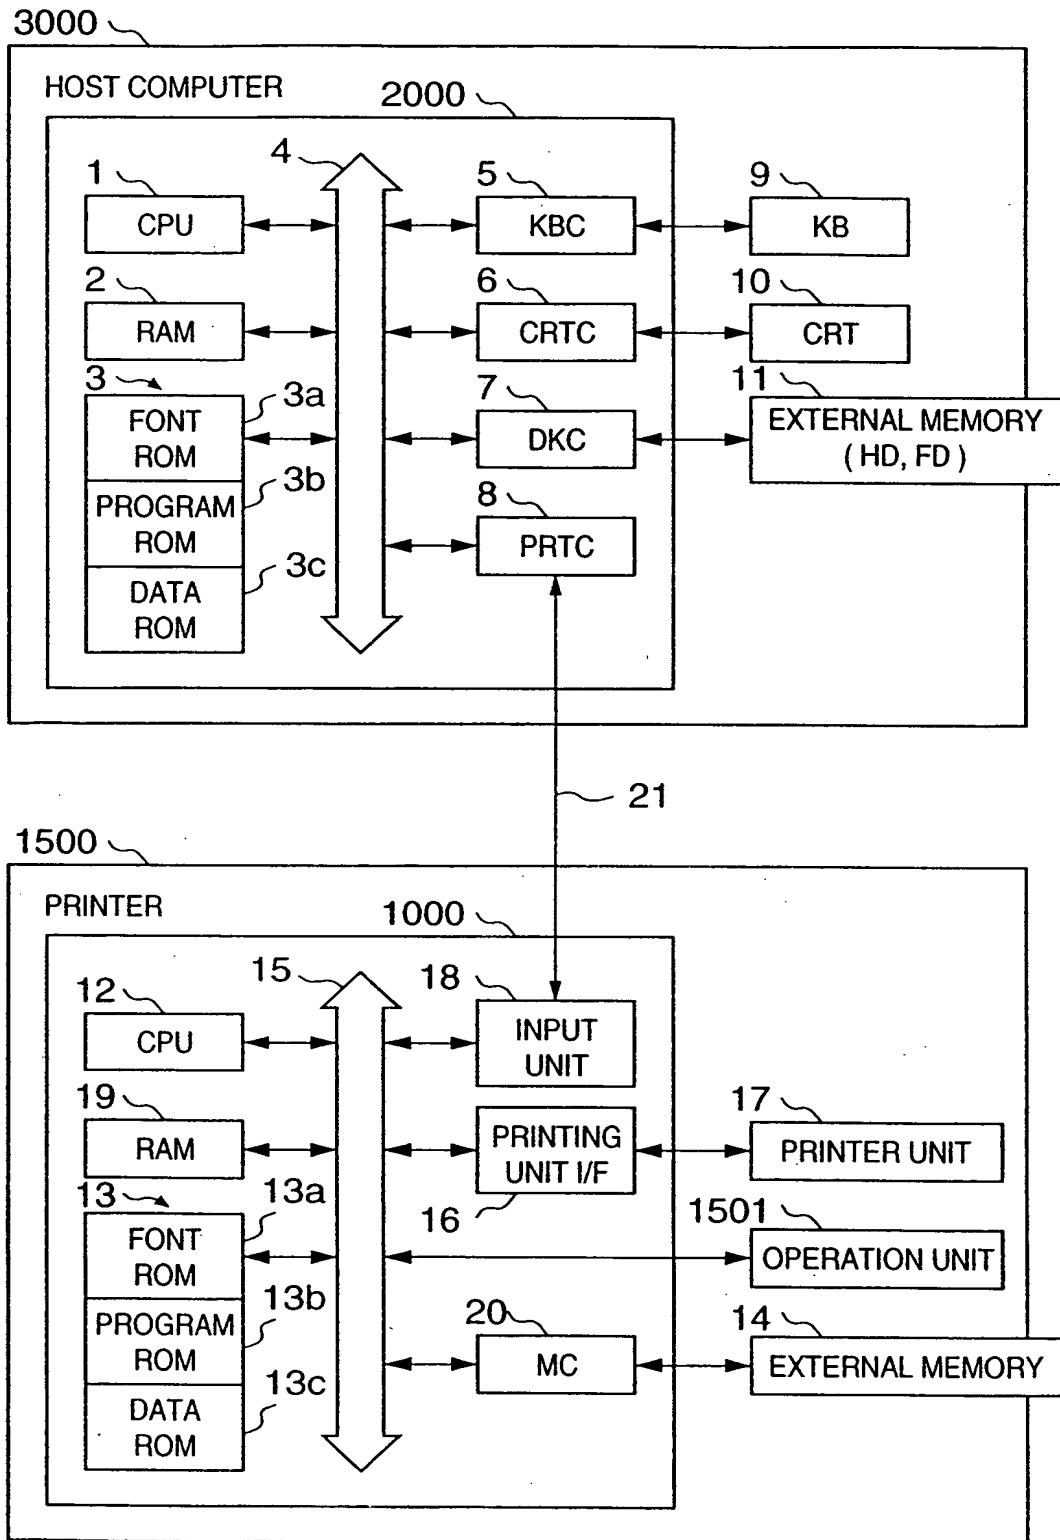 3000
HOST COMPUTER
2000
4
1
CPU
5
KBC
9
KB
2
RAM
6
CRTC
10
CRT
3
3a
FONT
ROM
7
DKC
11
EXTERNAL MEMORY
( HD, FD )
3b
PROGRAM
ROM
8
PRTC
3c
DATA
ROM
21
1500
PRINTER
1000
15
12
CPU
18
INPUT
UNIT
19
RAM
PRINTING
UNIT I/F
16
17
PRINTER UNIT
13
13a
FONT
ROM
1501
OPERATION UNIT
13b
PROGRAM
ROM
20
MC
14
EXTERNAL MEMORY
13c
DATA
ROM